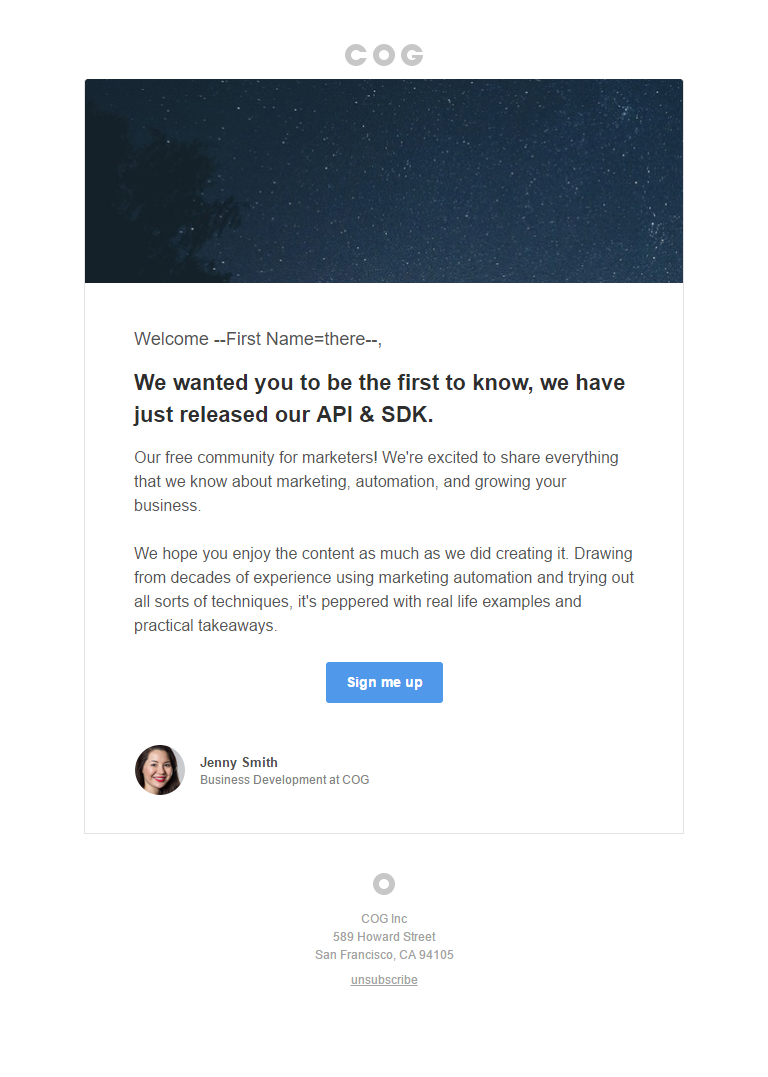 COG
Welcome --First Name=there--,
We wanted you to be the first to know, we have
just released our API & SDK.
Our free community for marketers! We're excited to share everything
that we know about marketing, automation, and growing your
business.
We hope you enjoy the content as much as we did creating it. Drawing
from decades of experience using marketing automation and trying out
all sorts of techniques, it's peppered with real life examples and
practical takeaways.
Sign me up
Jenny Smith
Business Development at COG
COG Inc
589 Howard Street
San Francisco, CA 94105
unsubscribe